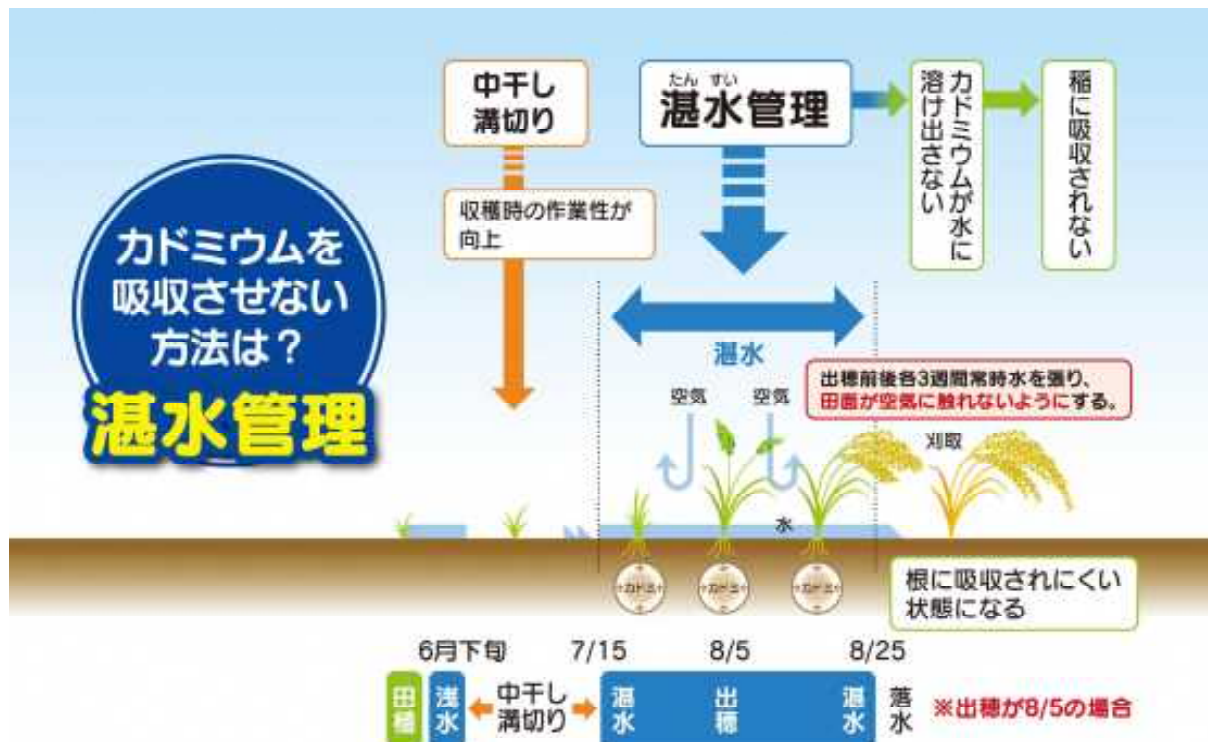 カドミウムを
吸収させない
方法は？
湛水管理
中干し
溝切り
収穫時の作業性が
向上
たん すい
湛水管理
カドミウムが水に
溶け出さない
稲に吸収されない
湛水
出穂前後各3週間常時水を張り、
田面が空気に触れないようにする。
空気
空気
刈取
水
根に吸収されにくい
状態になる
6月下旬
7/15
8/5
8/25
田植
浅水
中干し
溝切り
湛水
出穂
湛水
落水
※出穂が8/5の場合